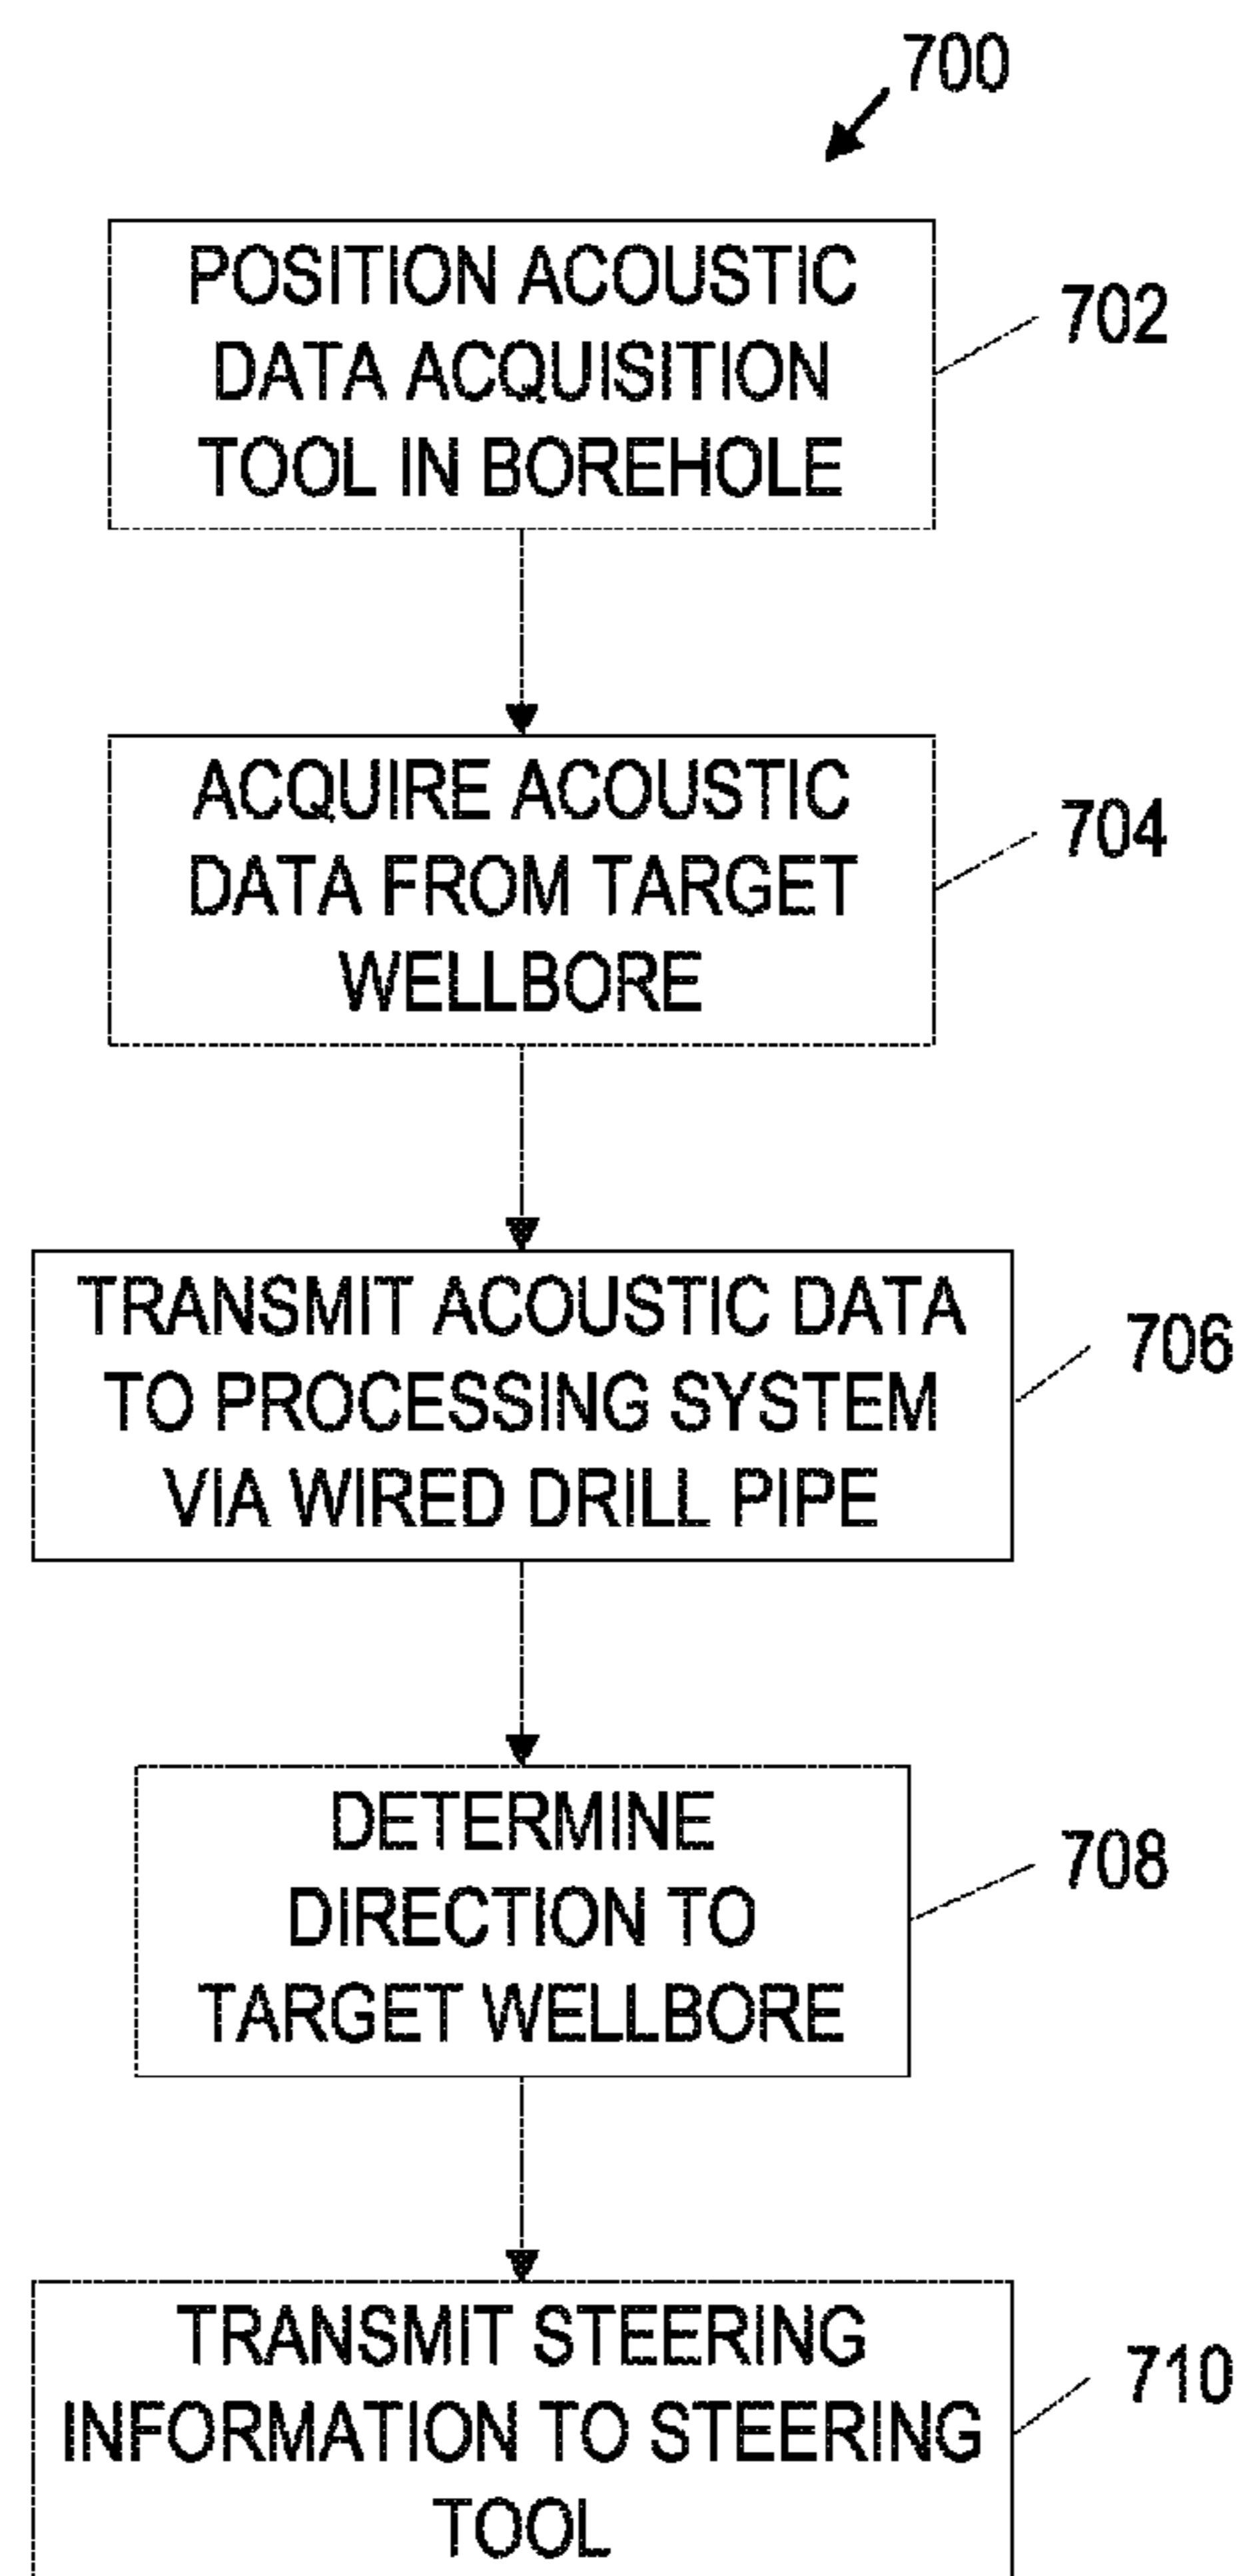 700
POSITION ACOUSTIC
DATA ACQUISITION
TOOL IN BOREHOLE
702
ACQUIRE ACOUSTIC
DATA FROM TARGET
WELLBORE
704
TRANSMIT ACOUSTIC DATA
TO PROCESSING SYSTEM
VIA WIRED DRILL PIPE
706
DETERMINE
DIRECTION TO
TARGET WELLBORE
708
TRANSMIT STEERING
INFORMATION TO STEERING
TOOL
710